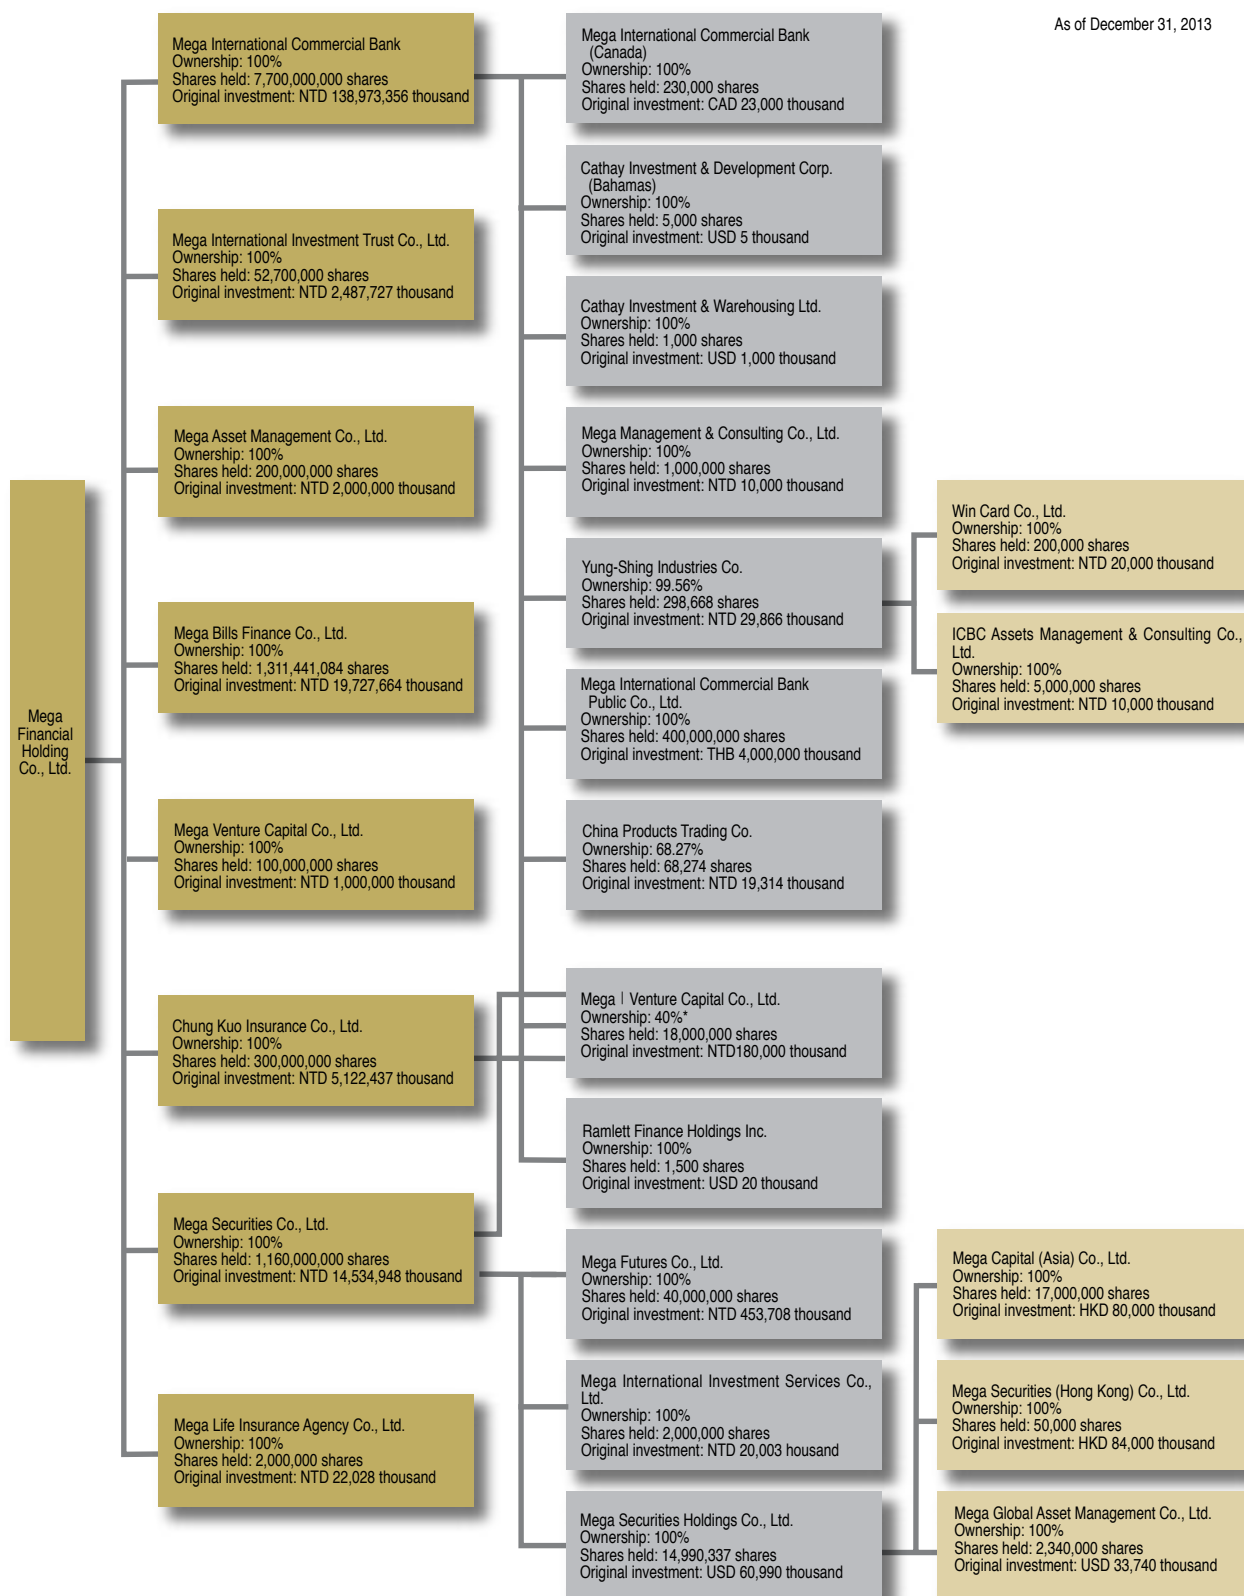 As of December 31, 2013
Mega
Financial
Holding
Co., Ltd.
Mega International Commercial Bank
Ownership: 100%
Shares held: 7,700,000,000 shares
Original investment: NTD 138,973,356 thousand
Mega International Investment Trust Co., Ltd.
Ownership: 100%
Shares held: 52,700,000 shares
Original investment: NTD 2,487,727 thousand
Mega Asset Management Co., Ltd.
Ownership: 100%
Shares held: 200,000,000 shares
Original investment: NTD 2,000,000 thousand
Mega Bills Finance Co., Ltd.
Ownership: 100%
Shares held: 1,311,441,084 shares
Original investment: NTD 19,727,664 thousand
Mega Venture Capital Co., Ltd.
Ownership: 100%
Shares held: 100,000,000 shares
Original investment: NTD 1,000,000 thousand
Chung Kuo Insurance Co., Ltd.
Ownership: 100%
Shares held: 300,000,000 shares
Original investment: NTD 5,122,437 thousand
Mega Securities Co., Ltd.
Ownership: 100%
Shares held: 1,160,000,000 shares
Original investment: NTD 14,534,948 thousand
Mega Life Insurance Agency Co., Ltd.
Ownership: 100%
Shares held: 2,000,000 shares
Original investment: NTD 22,028 thousand
Mega International Commercial Bank
(Canada)
Ownership: 100%
Shares held: 230,000 shares
Original investment: CAD 23,000 thousand
Cathay Investment & Development Corp.
(Bahamas)
Ownership: 100%
Shares held: 5,000 shares
Original investment: USD 5 thousand
Cathay Investment & Warehousing Ltd.
Ownership: 100%
Shares held: 1,000 shares
Original investment: USD 1,000 thousand
Mega Management & Consulting Co., Ltd.
Ownership: 100%
Shares held: 1,000,000 shares
Original investment: NTD 10,000 thousand
Yung-Shing Industries Co.
Ownership: 99.56%
Shares held: 298,668 shares
Original investment: NTD 29,866 thousand
Mega International Commercial Bank
Public Co., Ltd.
Ownership: 100%
Shares held: 400,000,000 shares
Original investment: THB 4,000,000 thousand
China Products Trading Co.
Ownership: 68.27%
Shares held: 68,274 shares
Original investment: NTD 19,314 thousand
Mega I Venture Capital Co., Ltd.
Ownership: 40%*
Shares held: 18,000,000 shares
Original investment: NTD180,000 thousand
Ramlett Finance Holdings Inc.
Ownership: 100%
Shares held: 1,500 shares
Original investment: USD 20 thousand
Mega Futures Co., Ltd.
Ownership: 100%
Shares held: 40,000,000 shares
Original investment: NTD 453,708 thousand
Mega International Investment Services Co.,
Ltd.
Ownership: 100%
Shares held: 2,000,000 shares
Original investment: NTD 20,003 housand
Mega Securities Holdings Co., Ltd.
Ownership: 100%
Shares held: 14,990,337 shares
Original investment: USD 60,990 thousand
Win Card Co., Ltd.
Ownership: 100%
Shares held: 200,000 shares
Original investment: NTD 20,000 thousand
ICBC Assets Management & Consulting Co.,
Ltd.
Ownership: 100%
Shares held: 5,000,000 shares
Original investment: NTD 10,000 thousand
Mega Capital (Asia) Co., Ltd.
Ownership: 100%
Shares held: 17,000,000 shares
Original investment: HKD 80,000 thousand
Mega Securities (Hong Kong) Co., Ltd.
Ownership: 100%
Shares held: 50,000 shares
Original investment: HKD 84,000 thousand
Mega Global Asset Management Co., Ltd.
Ownership: 100%
Shares held: 2,340,000 shares
Original investment: USD 33,740 thousand